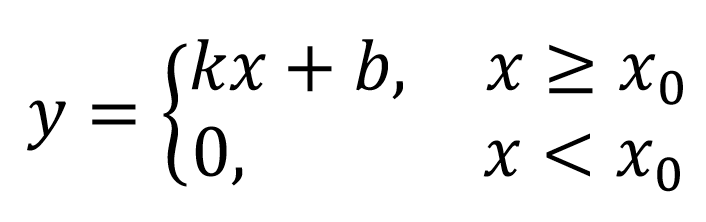 y = {kx + b, x ≥ x₀
0, x < x₀